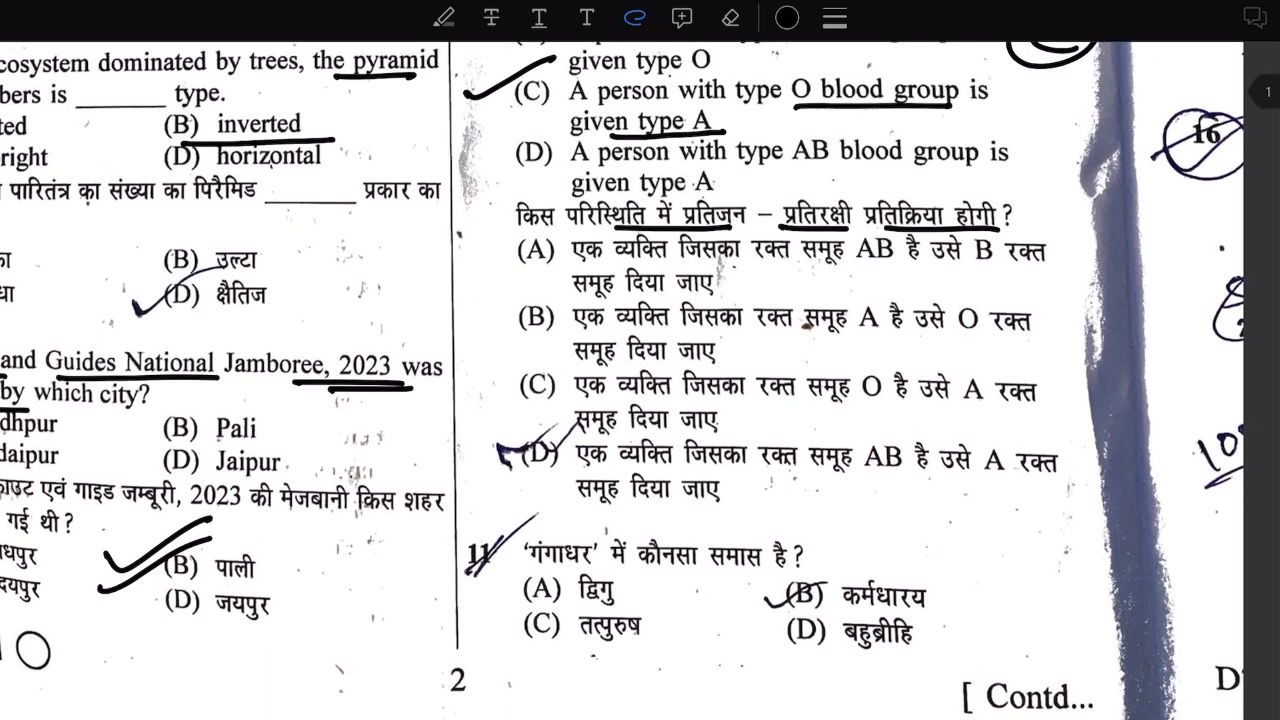 cosystem dominated by trees, the pyramid
bers is ______ type.
ted (B) inverted
right (D) horizontal
पारितंत्र का संख्या का पिरैमिड ______ प्रकार का
का (B) उल्टा
धा (D) क्षैतिज
and Guides National Jamboree, 2023 was
by which city?
dhpur (B) Pali
daipur (D) Jaipur
काउट एवं गाइड जम्बूरी, 2023 की मेजबानी किस शहर
गई थी?
धपुर (B) पाली
दयपुर (D) जयपुर
given type O
(C) A person with type O blood group is
given type A
(D) A person with type AB blood group is
given type A
किस परिस्थिति में प्रतिजन – प्रतिरक्षी प्रतिक्रिया होगी?
(A) एक व्यक्ति जिसका रक्त समूह AB है उसे B रक्त
समूह दिया जाए
(B) एक व्यक्ति जिसका रक्त समूह A है उसे O रक्त
समूह दिया जाए
(C) एक व्यक्ति जिसका रक्त समूह O है उसे A रक्त
समूह दिया जाए
(D) एक व्यक्ति जिसका रक्त समूह AB है उसे A रक्त
समूह दिया जाए
11 ‘गंगाधर’ में कौनसा समास है?
(A) द्विगु (B) कर्मधारय
(C) तत्पुरुष (D) बहुब्रीहि
2
[ Contd...
16
10
D
1